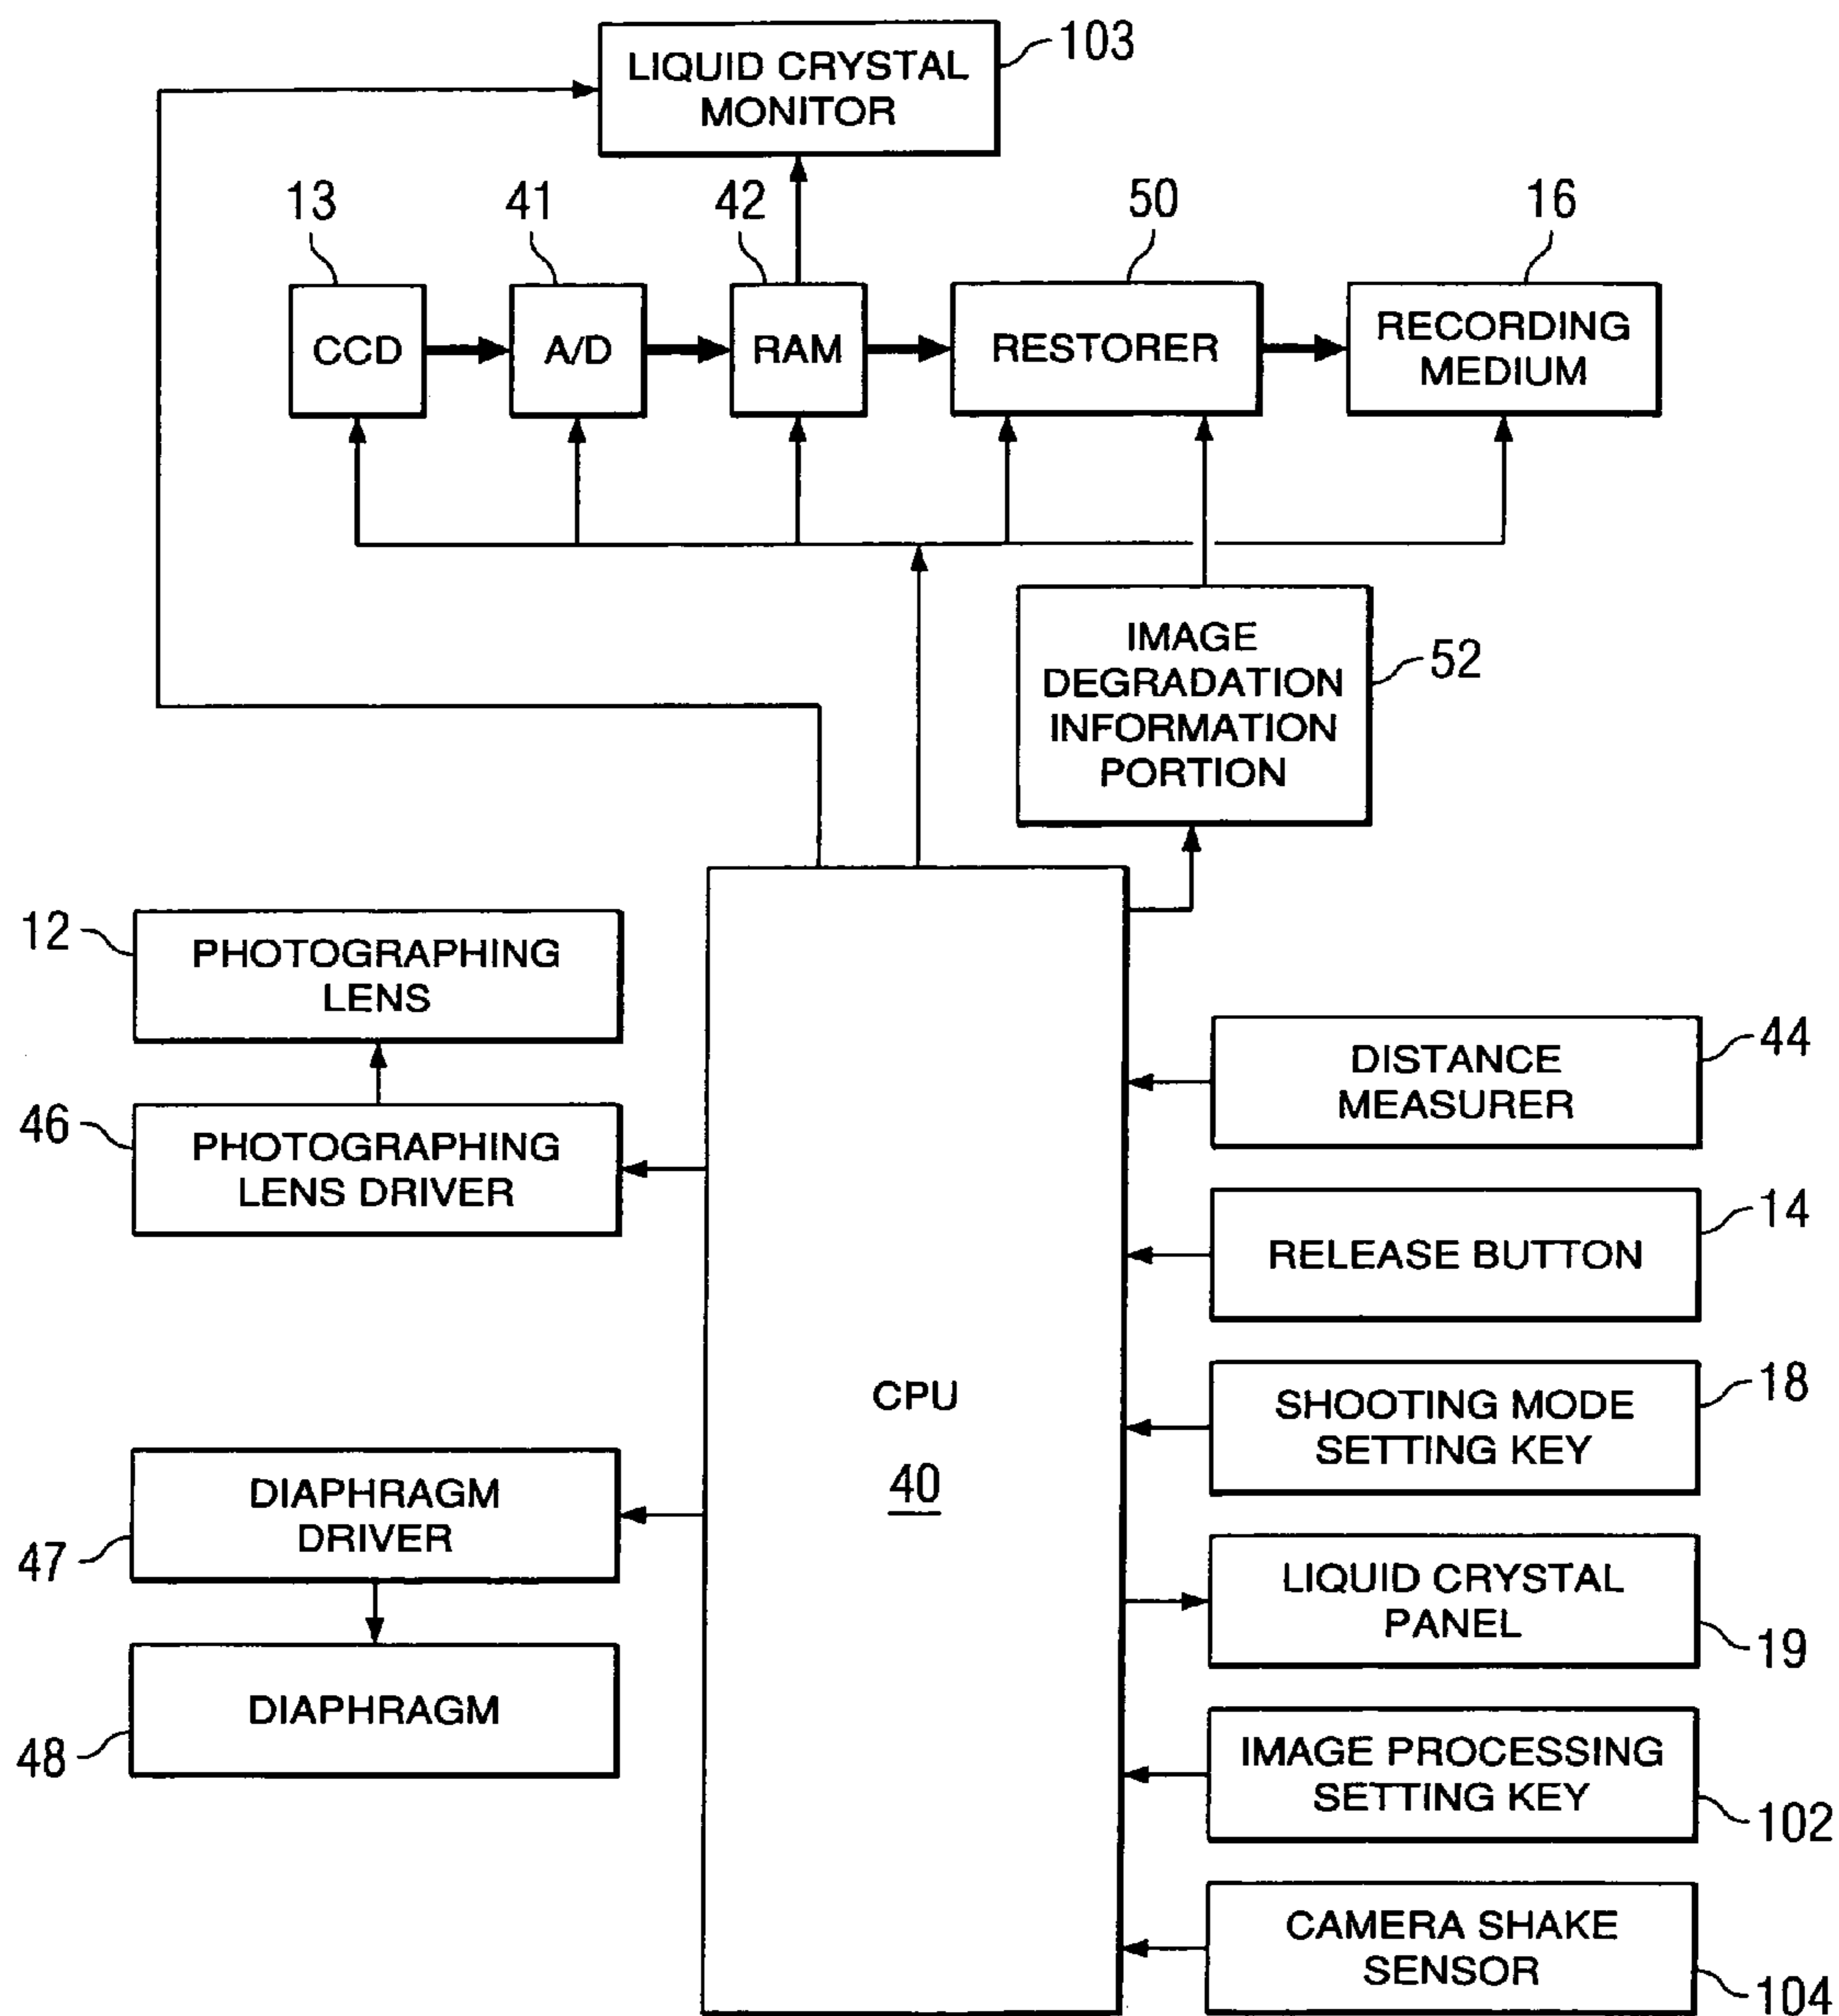 LIQUID CRYSTAL
MONITOR
103
13
41
42
50
16
CCD
A/D
RAM
RESTORER
RECORDING
MEDIUM
IMAGE
DEGRADATION
INFORMATION
PORTION
52
12
PHOTOGRAPHING
LENS
46
PHOTOGRAPHING
LENS DRIVER
DIAPHRAGM
DRIVER
47
DIAPHRAGM
48
CPU
40
DISTANCE
MEASURER
44
RELEASE BUTTON
14
SHOOTING MODE
SETTING KEY
18
LIQUID CRYSTAL
PANEL
19
IMAGE PROCESSING
SETTING KEY
102
CAMERA SHAKE
SENSOR
104